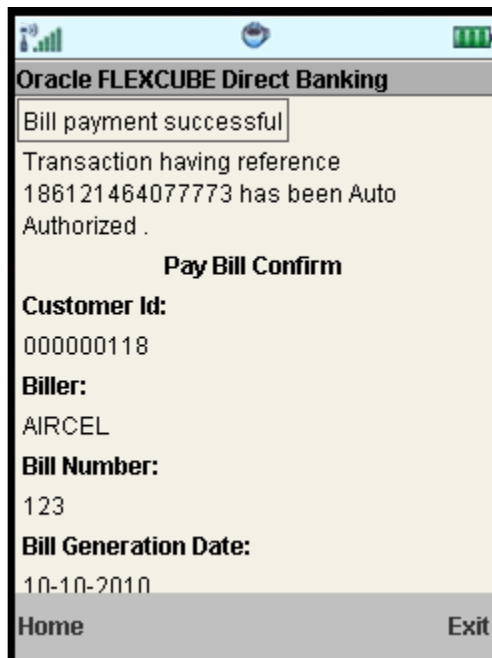 Oracle FLEXCUBE Direct Banking
Bill payment successful
Transaction having reference
186121464077773 has been Auto
Authorized .
Pay Bill Confirm
Customer Id:
000000118
Biller:
AIRCEL
Bill Number:
123
Bill Generation Date:
10-10-2010
Home Exit